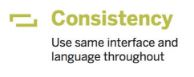 Consistency
Use same interface and
language throughout